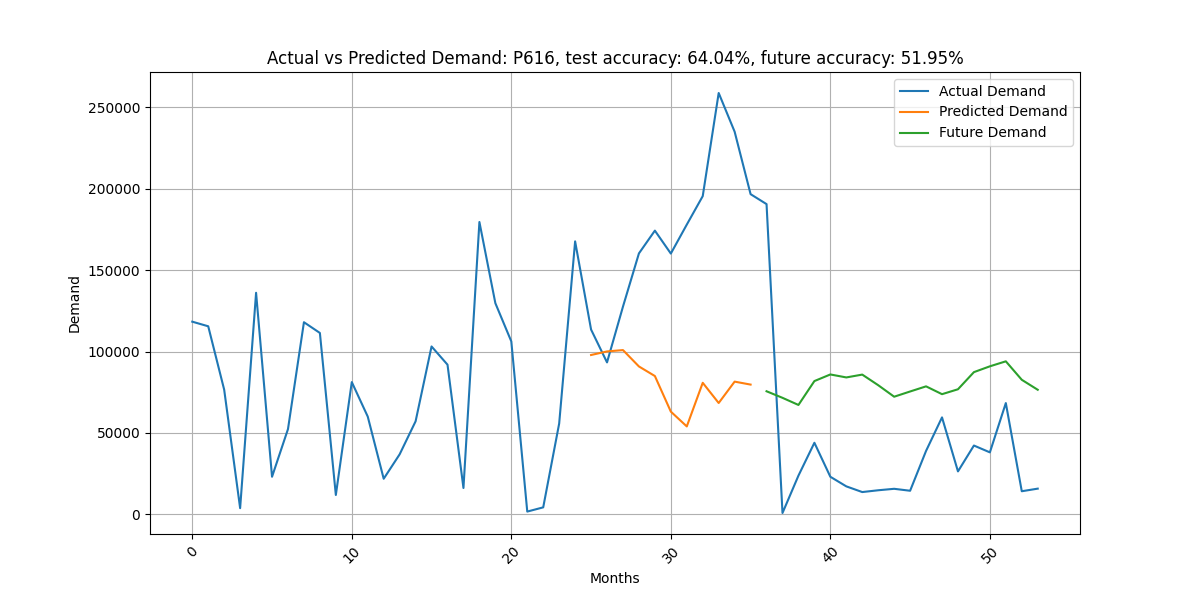 Actual vs Predicted Demand: P616, test accuracy: 64.04%, future accuracy: 51.95%
Actual Demand
Predicted Demand
Future Demand
250000
200000
150000
100000
50000
0
Demand
0
10
20
30
40
50
Months